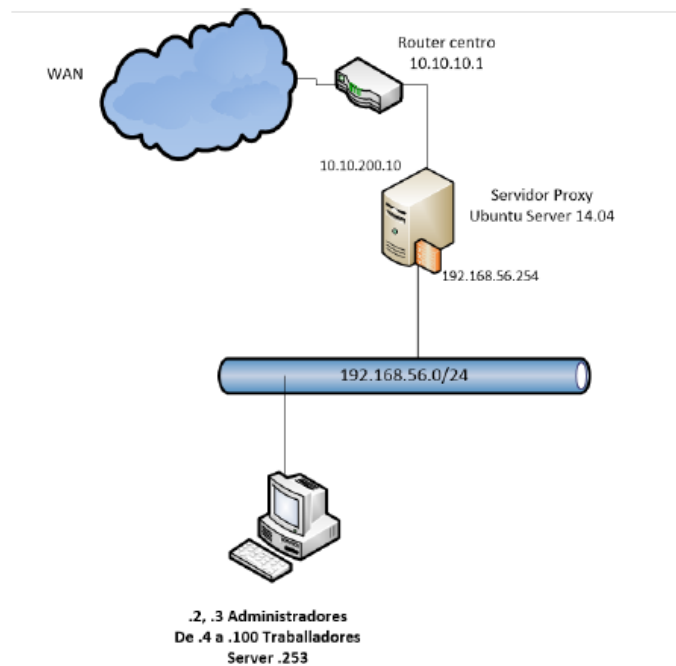 WAN
Router centro
10.10.10.1
10.10.200.10
Servidor Proxy
Ubuntu Server 14.04
192.168.56.254
192.168.56.0/24
.2, .3 Administradores
De .4 a .100 Traballadores
Server .253